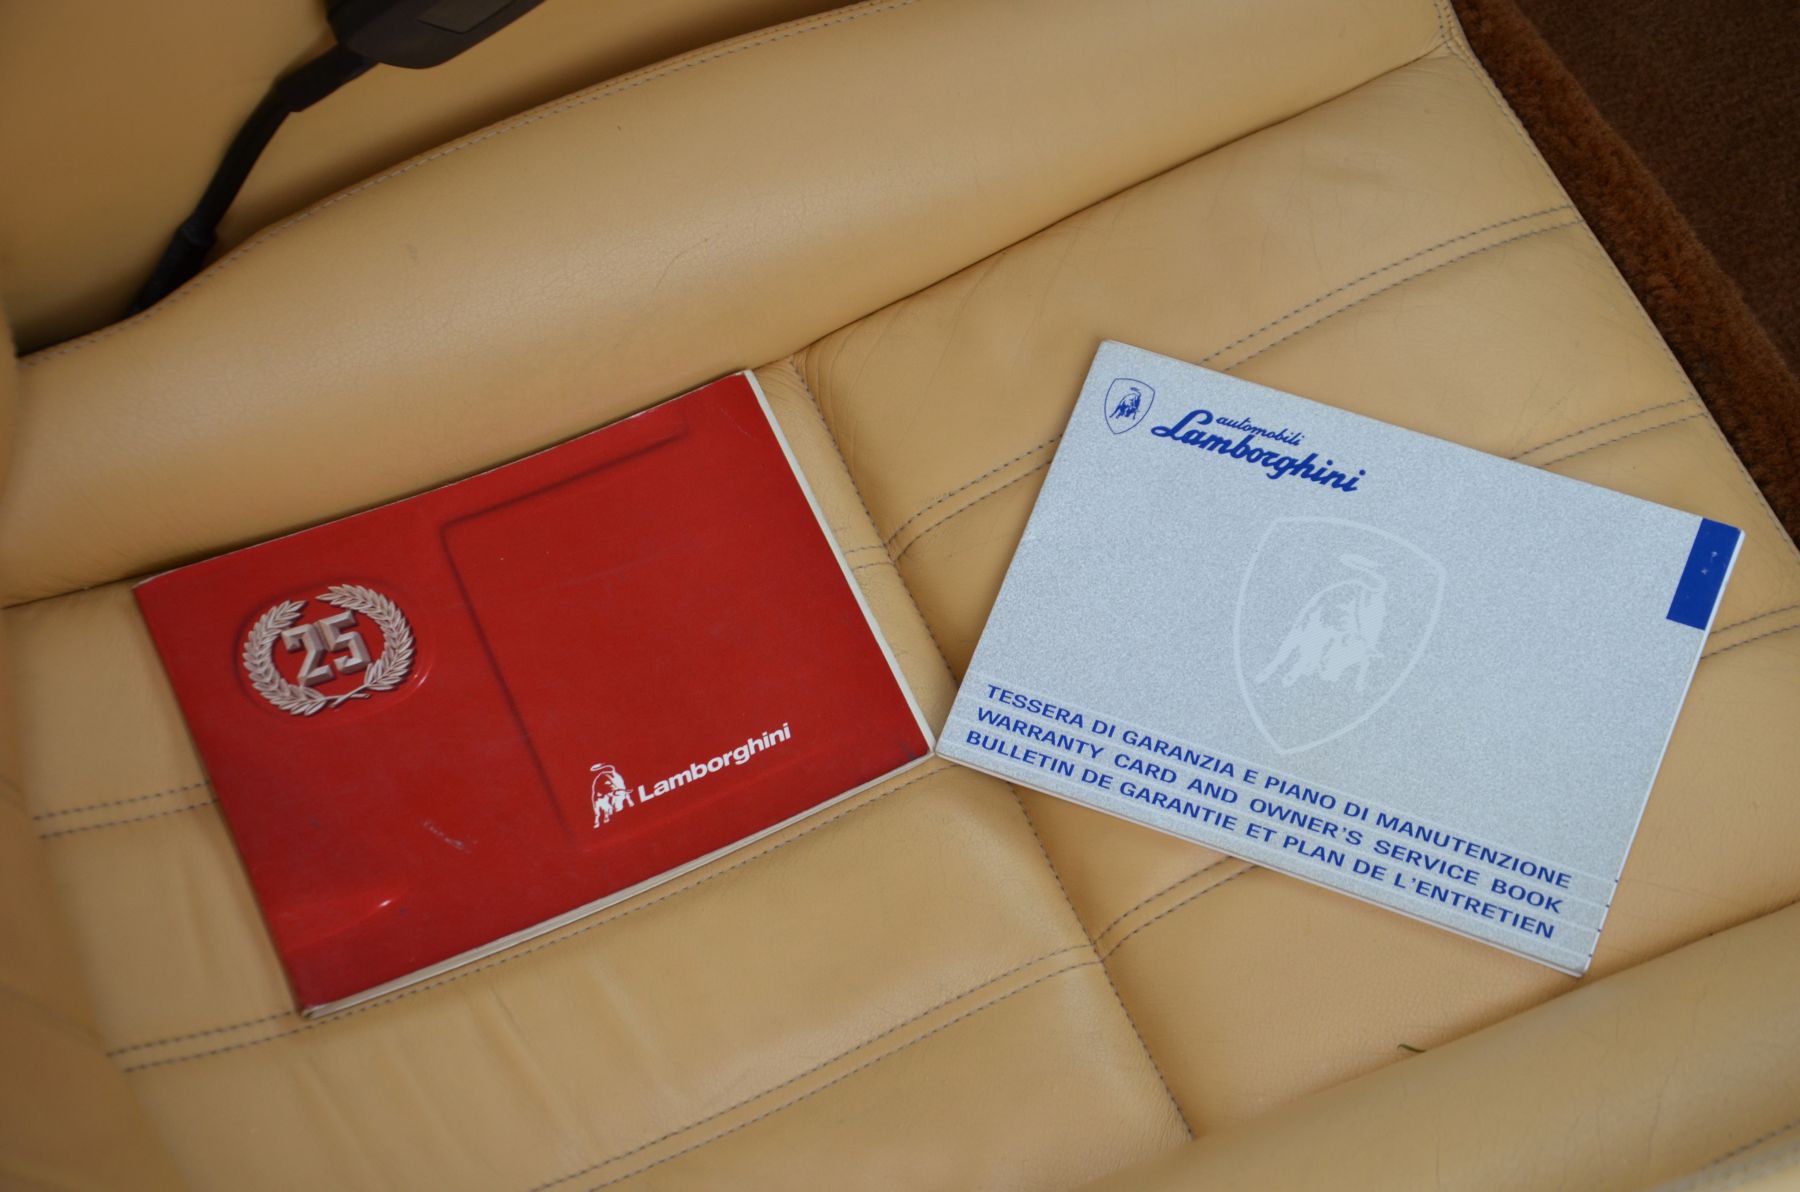 25
Lamborghini
automobili
Lamborghini
TESSERA DI GARANZIA E PIANO DI MANUTENZIONE
WARRANTY CARD AND OWNER'S SERVICE BOOK
BULLETIN DE GARANTIE ET PLAN DE L'ENTRETIEN